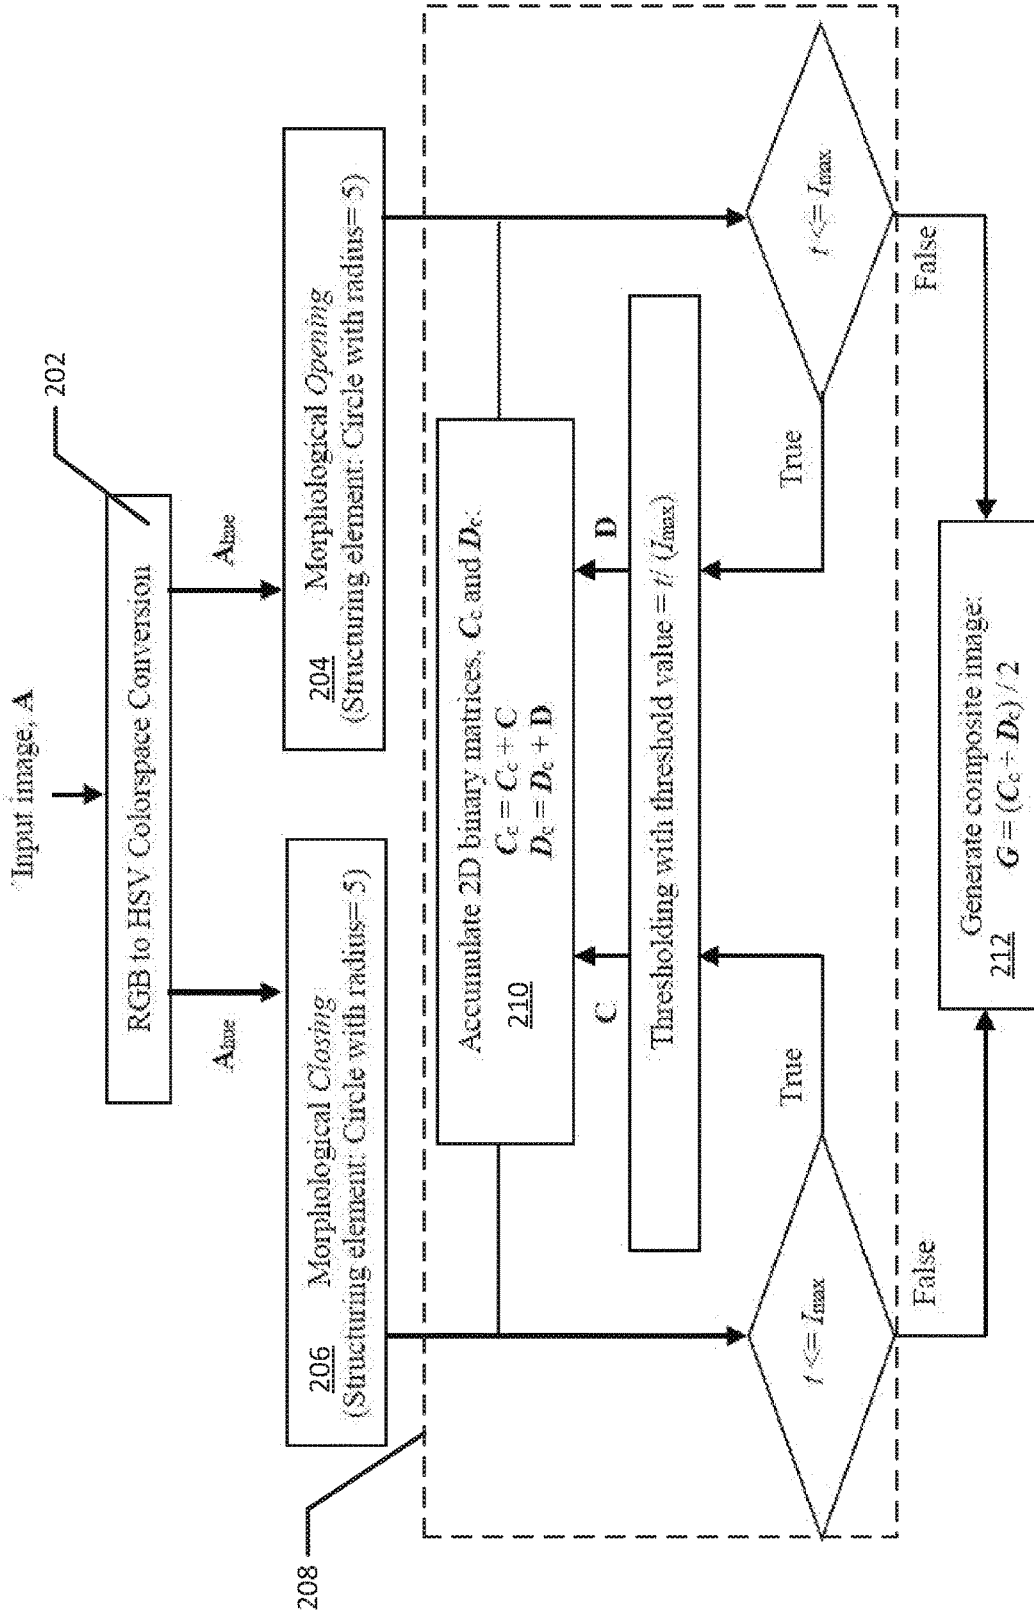 Input image, A
202
RGB to HSV Colorspace Conversion
Ahue
Ahue
206 Morphological Closing
(Structuring element: Circle with radius= 5)
204 Morphological Opening
(Structuring element: Circle with radius= 5)
208
Accumulate 2D binary matrices, Cc and Dc:
Cc = Cc + C
210
Dc = Dc + D
C
D
Thresholding with threshold value = t/ (Imax)
True
True
t <= Imax
t <= Imax
False
False
Generate composite image:
212
G = (Cc + Dc) / 2